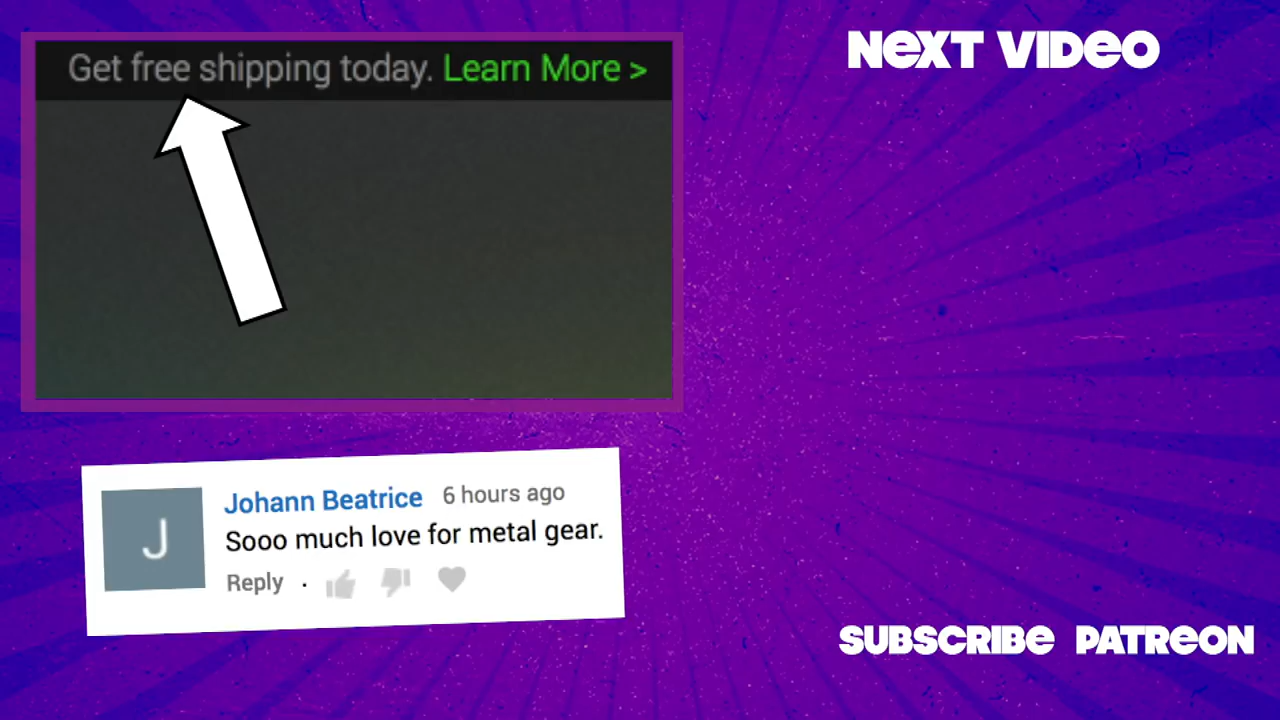 Get free shipping today. Learn More >
NEXT VIDEO
J
Johann Beatrice 6 hours ago
Sooo much love for metal gear.
Reply ·
SUBSCRIBE PATREON